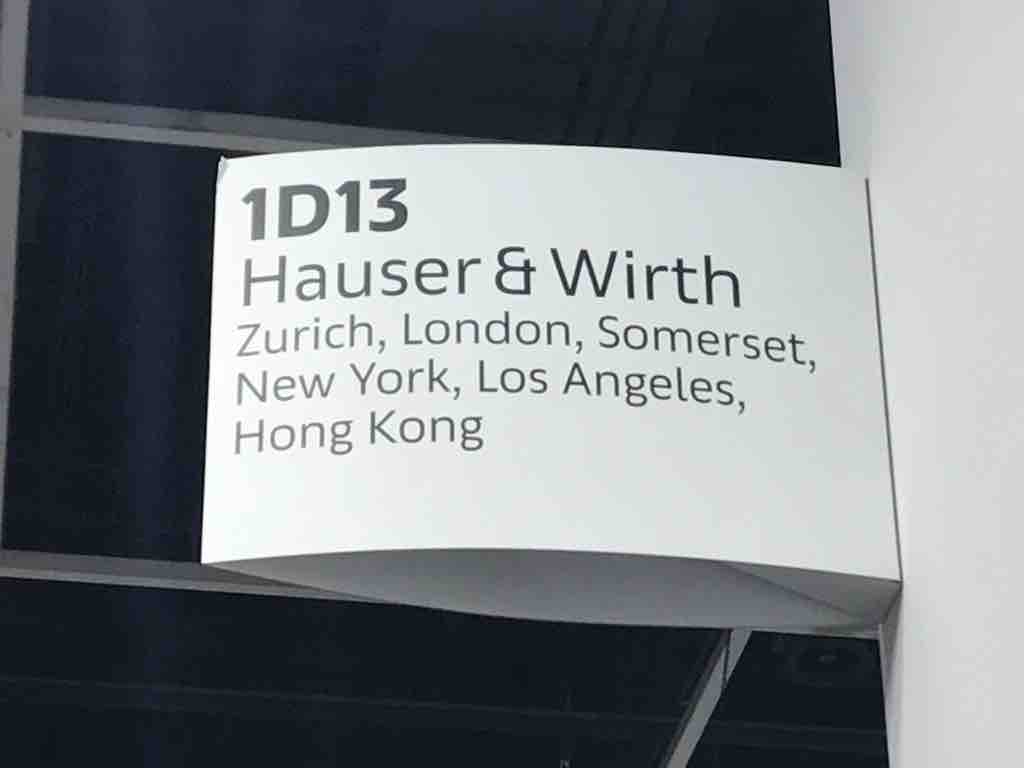 1D13
Hauser & Wirth
Zurich, London, Somerset,
New York, Los Angeles,
Hong Kong